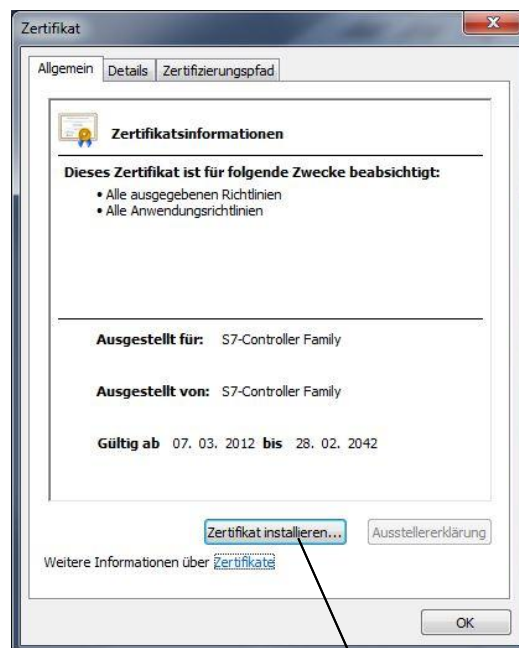 Zertifikat
Allgemein Details Zertifizierungspfad
Zertifikatsinformationen
Dieses Zertifikat ist für folgende Zwecke beabsichtigt:
• Alle ausgegebenen Richtlinien
• Alle Anwendungsrichtlinien
Ausgestellt für: S7-Controller Family
Ausgestellt von: S7-Controller Family
Gültig ab 07. 03. 2012 bis 28. 02. 2042
Zertifikat installieren... Ausstellererklärung
Weitere Informationen über Zertifikate
OK